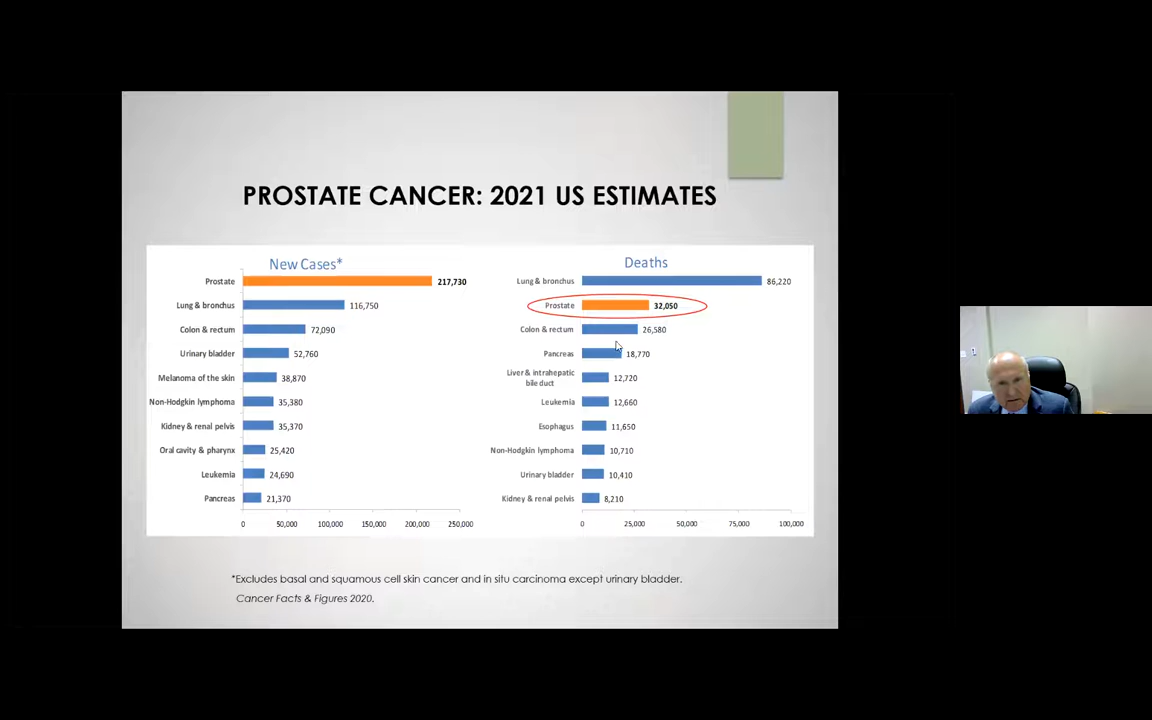 PROSTATE CANCER: 2021 US ESTIMATES
New Cases*
Prostate 217,730
Lung & bronchus 116,750
Colon & rectum 72,090
Urinary bladder 52,760
Melanoma of the skin 38,870
Non-Hodgkin lymphoma 35,380
Kidney & renal pelvis 35,370
Oral cavity & pharynx 25,420
Leukemia 24,690
Pancreas 21,370
0 50,000 100,000 150,000 200,000 250,000
Deaths
Lung & bronchus 86,220
Prostate 32,050
Colon & rectum 26,580
Pancreas 18,770
Liver & intrahepatic
bile duct 12,720
Leukemia 12,660
Esophagus 11,650
Non-Hodgkin lymphoma 10,710
Urinary bladder 10,410
Kidney & renal pelvis 8,210
0 25,000 50,000 75,000 100,000
*Excludes basal and squamous cell skin cancer and in situ carcinoma except urinary bladder.
Cancer Facts & Figures 2020.